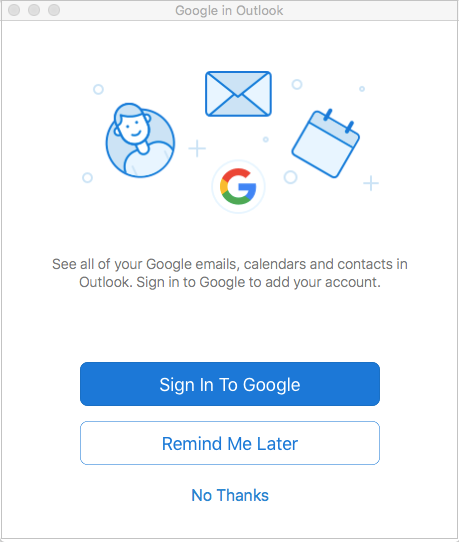 Google in Outlook
See all of your Google emails, calendars and contacts in
Outlook. Sign in to Google to add your account.
Sign In To Google
Remind Me Later
No Thanks